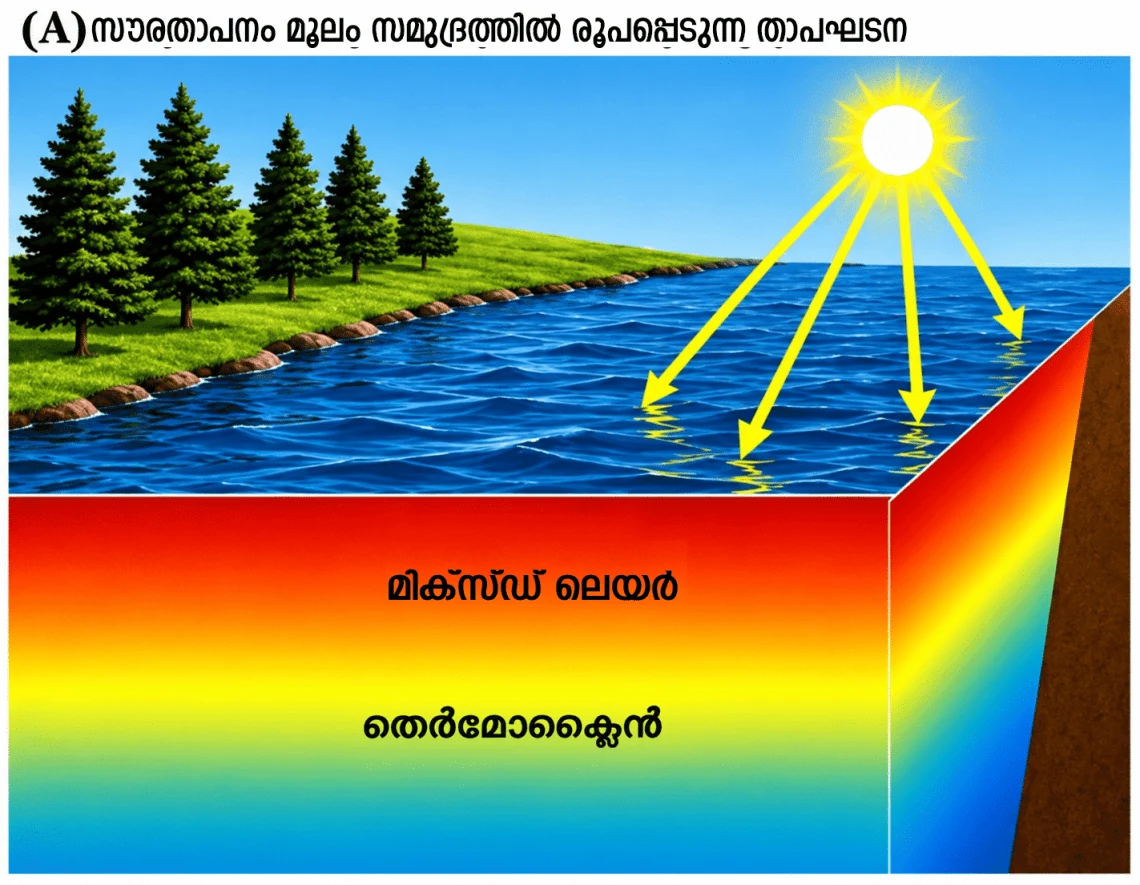 (A) സൗരതാപനം മൂലം സമുദ്രത്തിൽ രൂപപ്പെടുന്ന താപഘടന
മിക്സ്ഡ് ലെയർ
തെർമോക്ലൈൻ